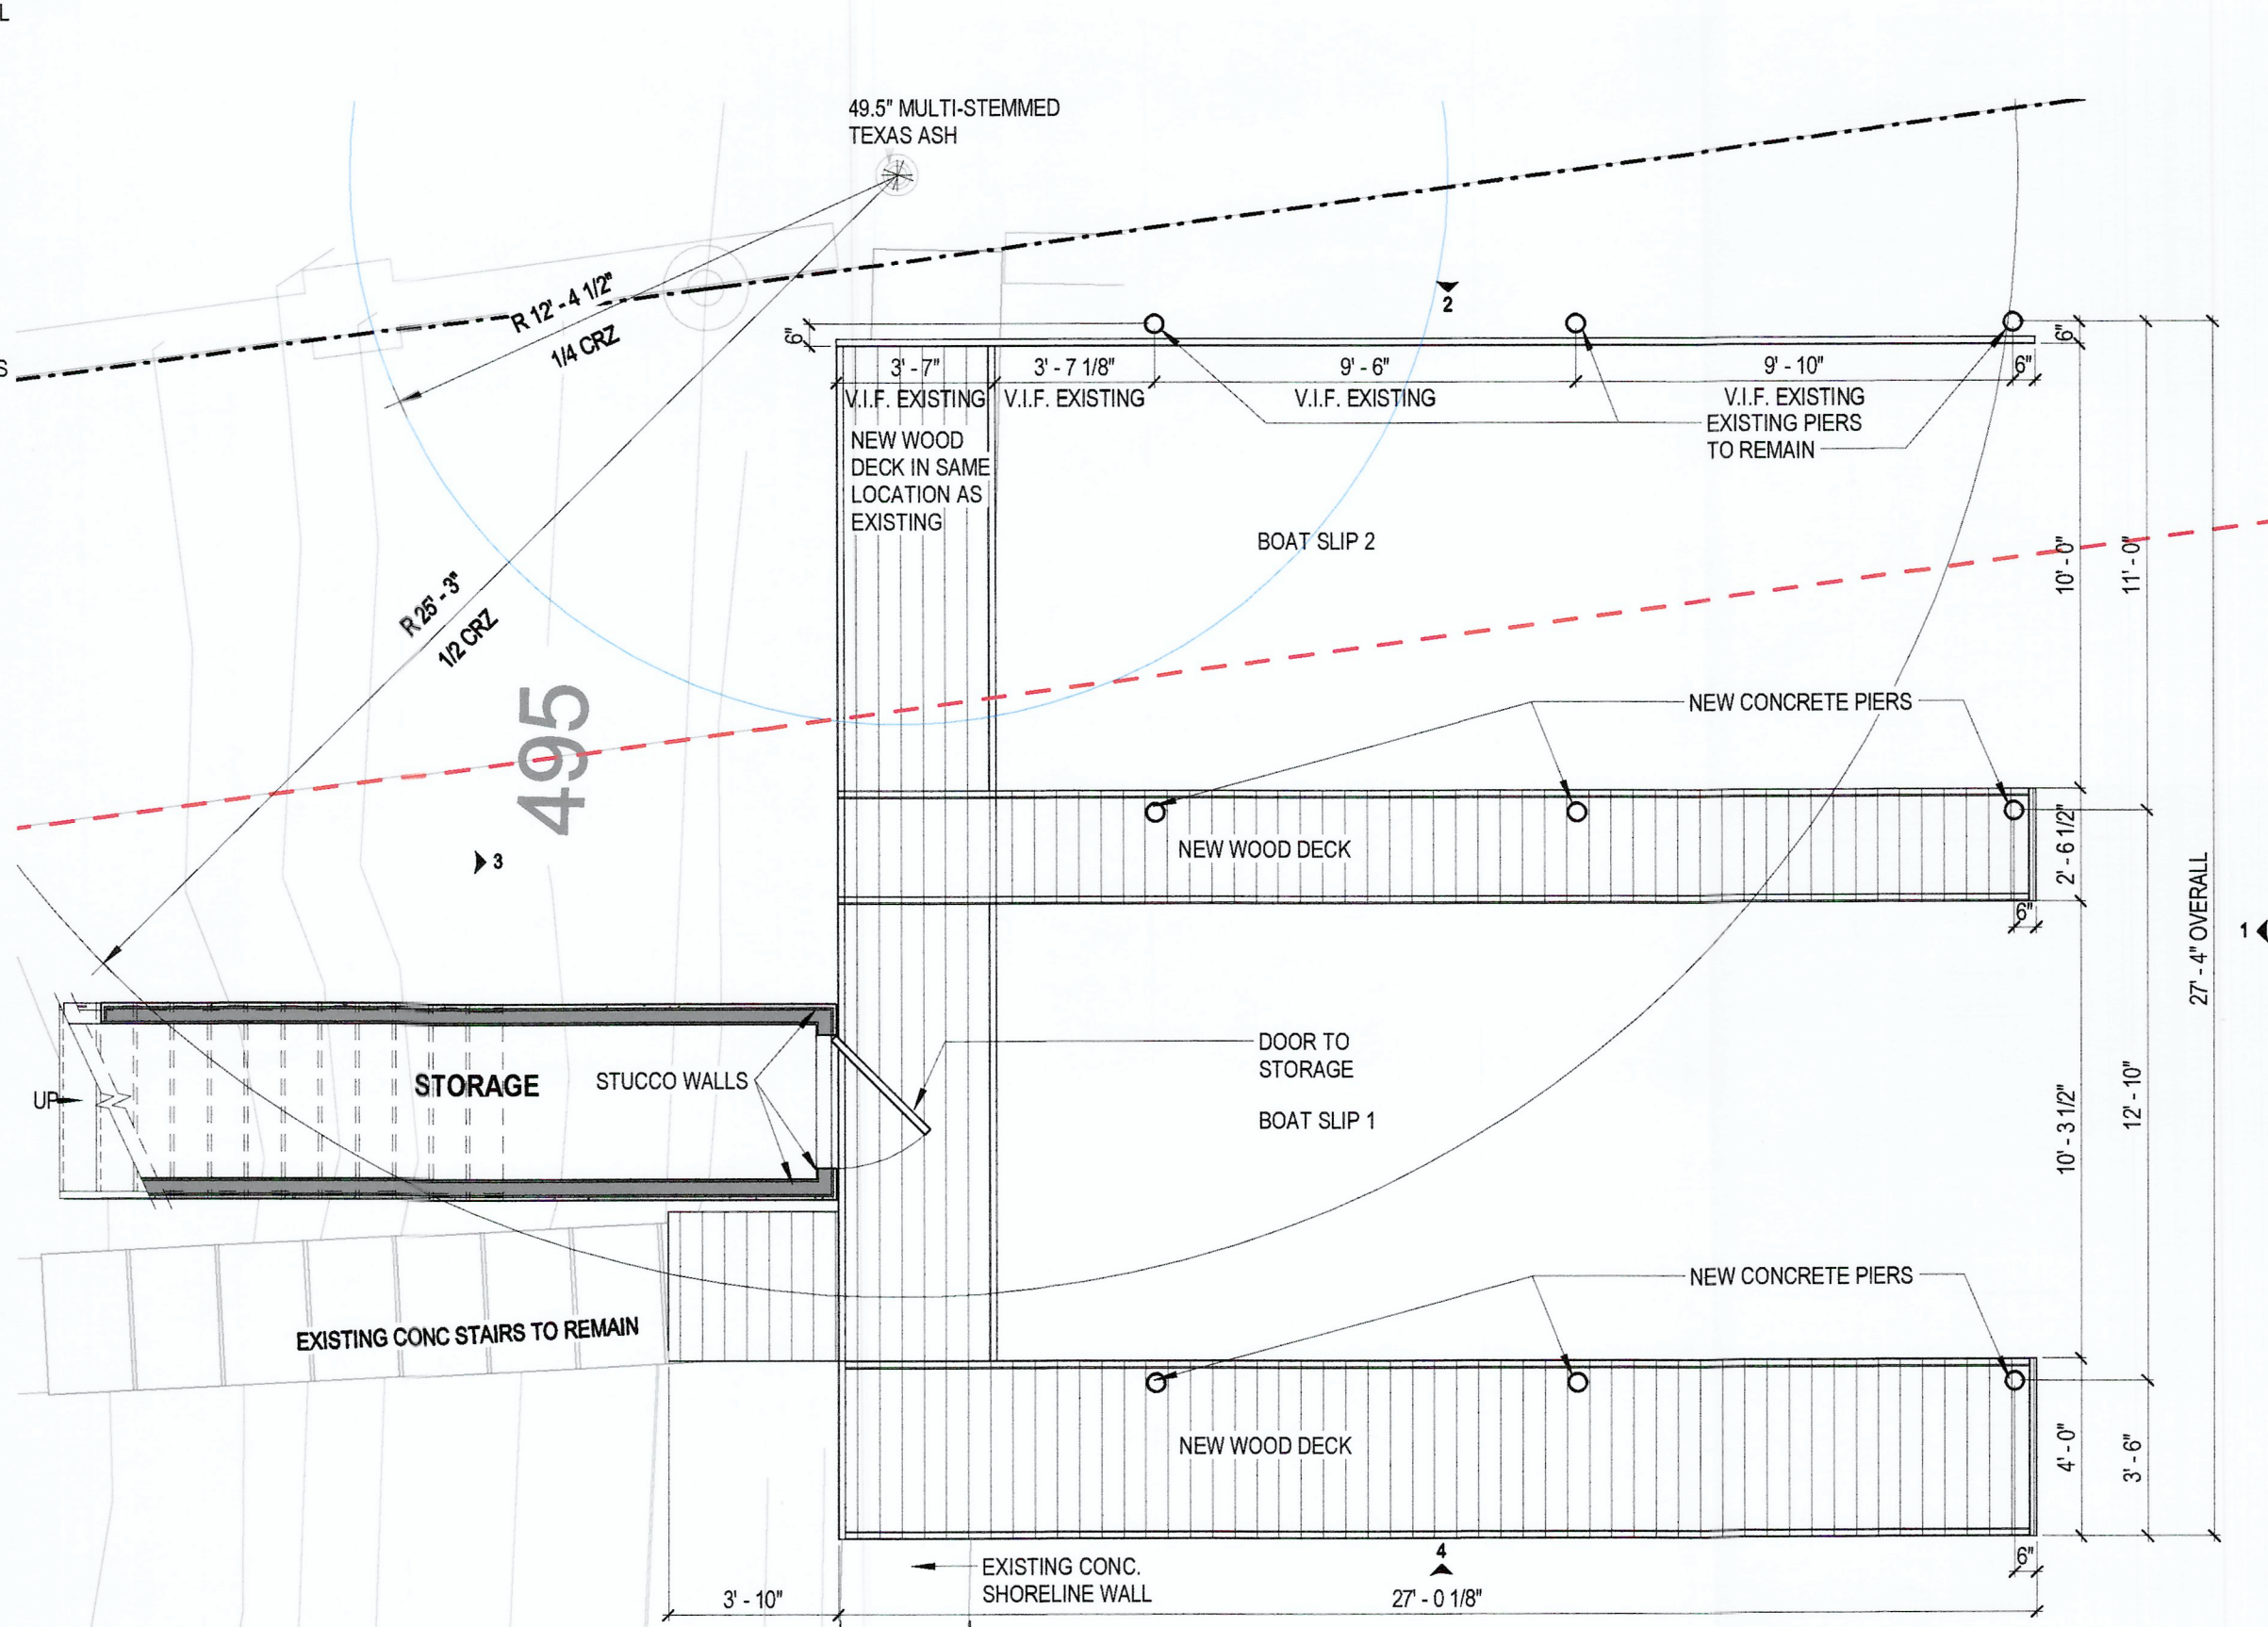 L
49.5" MULTI-STEMMED
TEXAS ASH
S
R 12' - 4 1/2"
1/4 CRZ
R 25' - 3"
1/2 CRZ
495
2
6"
6"
3' - 7"
3' - 7 1/8"
9' - 6"
9' - 10"
6"
V.I.F. EXISTING
V.I.F. EXISTING
V.I.F. EXISTING
V.I.F. EXISTING
EXISTING PIERS
TO REMAIN
NEW WOOD
DECK IN SAME
LOCATION AS
EXISTING
BOAT SLIP 2
10' - 0"
11' - 0"
NEW CONCRETE PIERS
3
NEW WOOD DECK
2' - 6 1/2"
6"
27' - 4" OVERALL
1
DOOR TO
STORAGE
STORAGE
STUCCO WALLS
UP
BOAT SLIP 1
10' - 3 1/2"
12' - 10"
NEW CONCRETE PIERS
EXISTING CONC STAIRS TO REMAIN
NEW WOOD DECK
4' - 0"
3' - 6"
4
6"
EXISTING CONC.
SHORELINE WALL
3' - 10"
27' - 0 1/8"